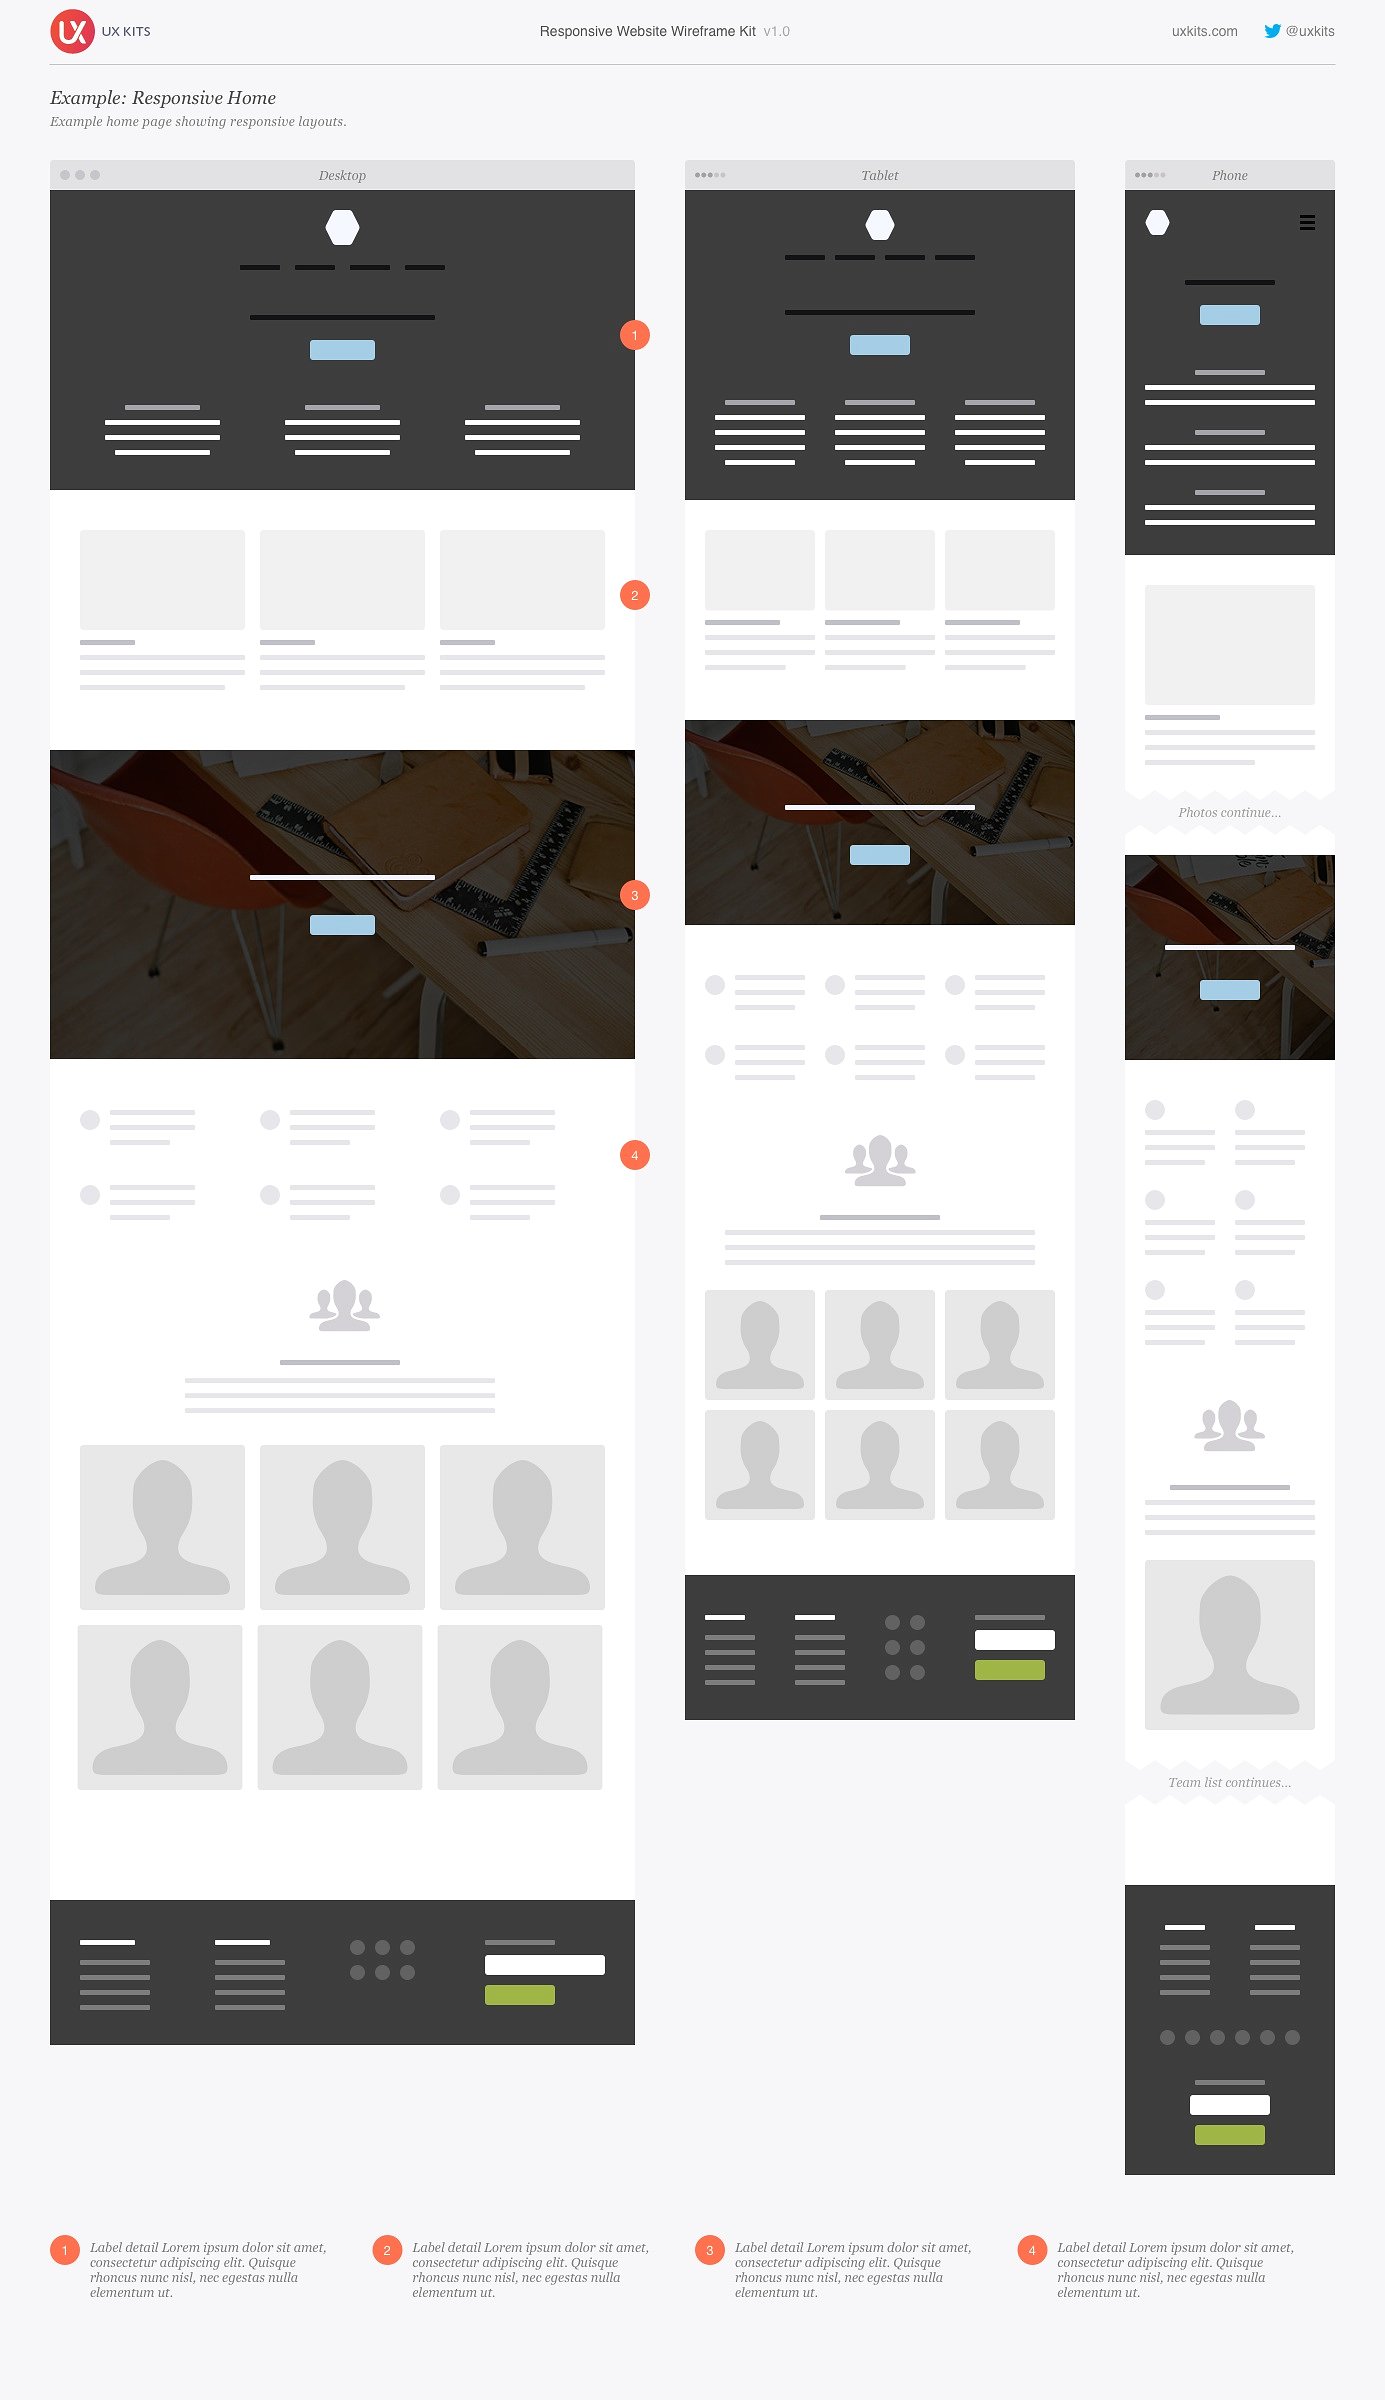 UX UX KITS
Responsive Website Wireframe Kit v1.0
uxkits.com
@uxkits
Example: Responsive Home
Example home page showing responsive layouts.
Desktop
Tablet
Phone
1
2
Photos continue...
3
4
Team list continues...
1
Label detail Lorem ipsum dolor sit amet,
consectetur adipiscing elit. Quisque
rhoncus nunc nisl, nec egestas nulla
elementum ut.
2
Label detail Lorem ipsum dolor sit amet,
consectetur adipiscing elit. Quisque
rhoncus nunc nisl, nec egestas nulla
elementum ut.
3
Label detail Lorem ipsum dolor sit amet,
consectetur adipiscing elit. Quisque
rhoncus nunc nisl, nec egestas nulla
elementum ut.
4
Label detail Lorem ipsum dolor sit amet,
consectetur adipiscing elit. Quisque
rhoncus nunc nisl, nec egestas nulla
elementum ut.